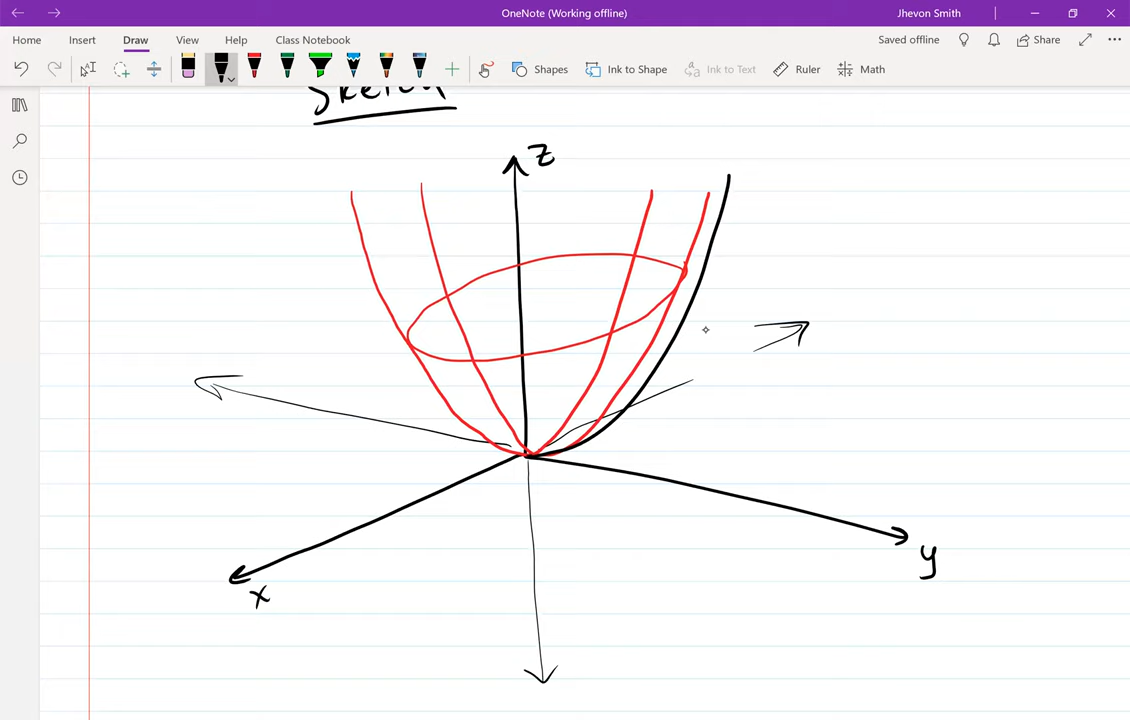 OneNote (Working offline)
Jhevon Smith
Home Insert Draw View Help Class Notebook
Saved offline Share
Shapes Ink to Shape Ink to Text Ruler Math
Sketch
z
x
y